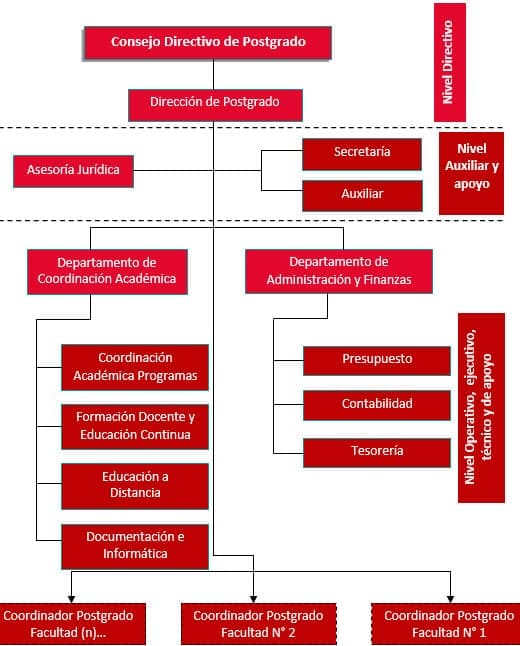 Consejo Directivo de Postgrado
Nivel Directivo
Dirección de Postgrado
Secretaría
Nivel
Auxiliar y
apoyo
Asesoría Jurídica
Auxiliar
Departamento de
Coordinación Académica
Departamento de
Administración y Finanzas
Coordinación
Académica Programas
Presupuesto
Nivel Operativo, ejecutivo,
técnico y de apoyo
Formación Docente y
Educación Continua
Contabilidad
Educación a
Distancia
Tesorería
Documentación e
Informática
Coordinador Postgrado
Facultad (n)...
Coordinador Postgrado
Facultad N° 2
Coordinador Postgrado
Facultad N° 1